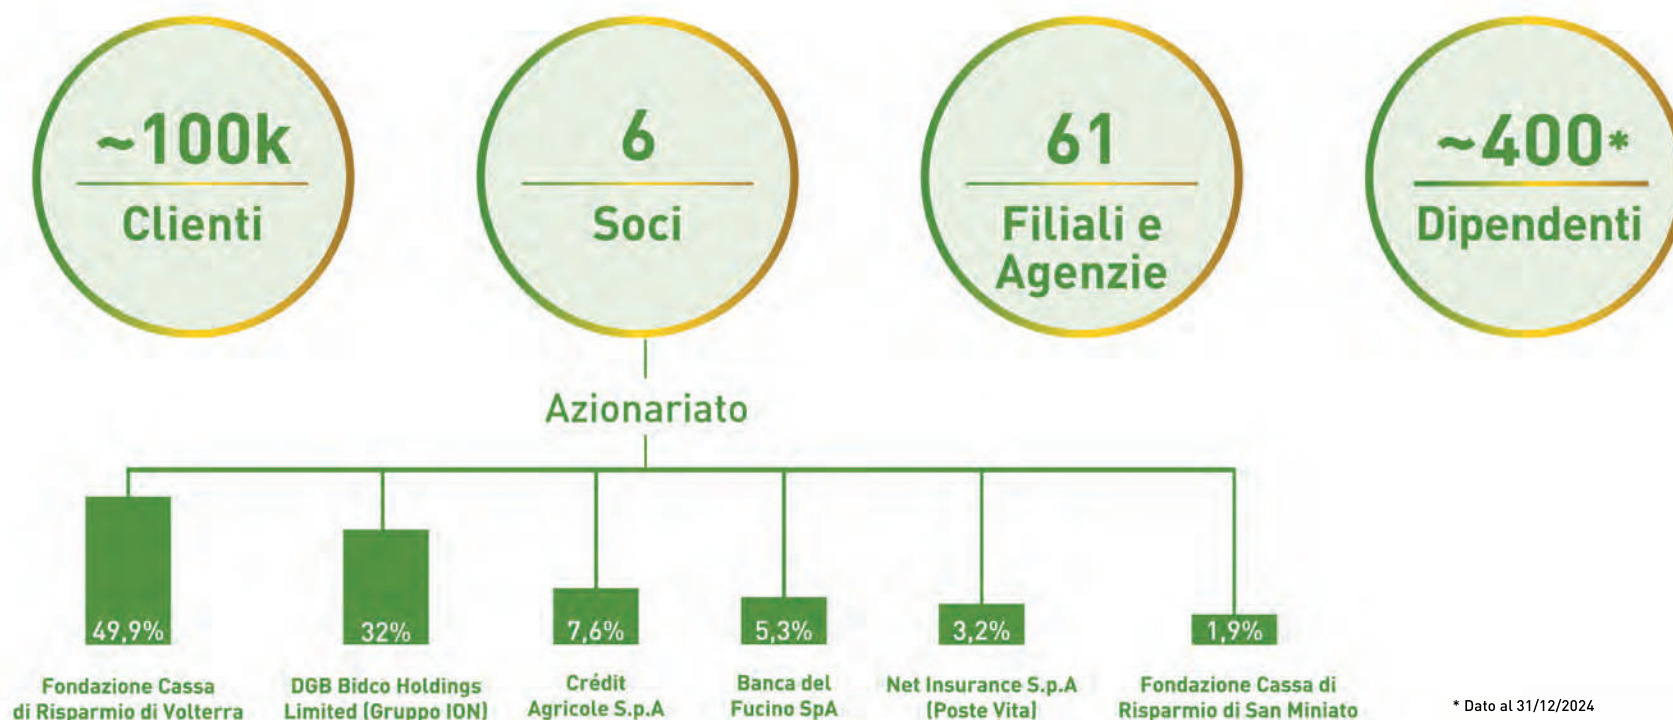 ~100k
Clienti
6
Soci
61
Filiali e
Agenzie
~400*
Dipendenti
Azionariato
49,9%
32%
7,6%
5,3%
3,2%
1,9%
Fondazione Cassa
di Risparmio di Volterra
DGB Bidco Holdings
Limited (Gruppo ION)
Crédit
Agricole S.p.A
Banca del
Fucino SpA
Net Insurance S.p.A
(Poste Vita)
Fondazione Cassa di
Risparmio di San Miniato
* Dato al 31/12/2024